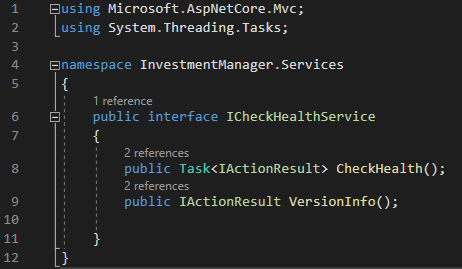 1 using Microsoft.AspNetCore.Mvc;
2 using System.Threading.Tasks;
3
4 namespace InvestmentManager.Services
5 {
1 reference
6 public interface ICheckHealthService
7 {
2 references
8 public Task<IActionResult> CheckHealth();
2 references
9 public IActionResult VersionInfo();
10
11 }
12 }